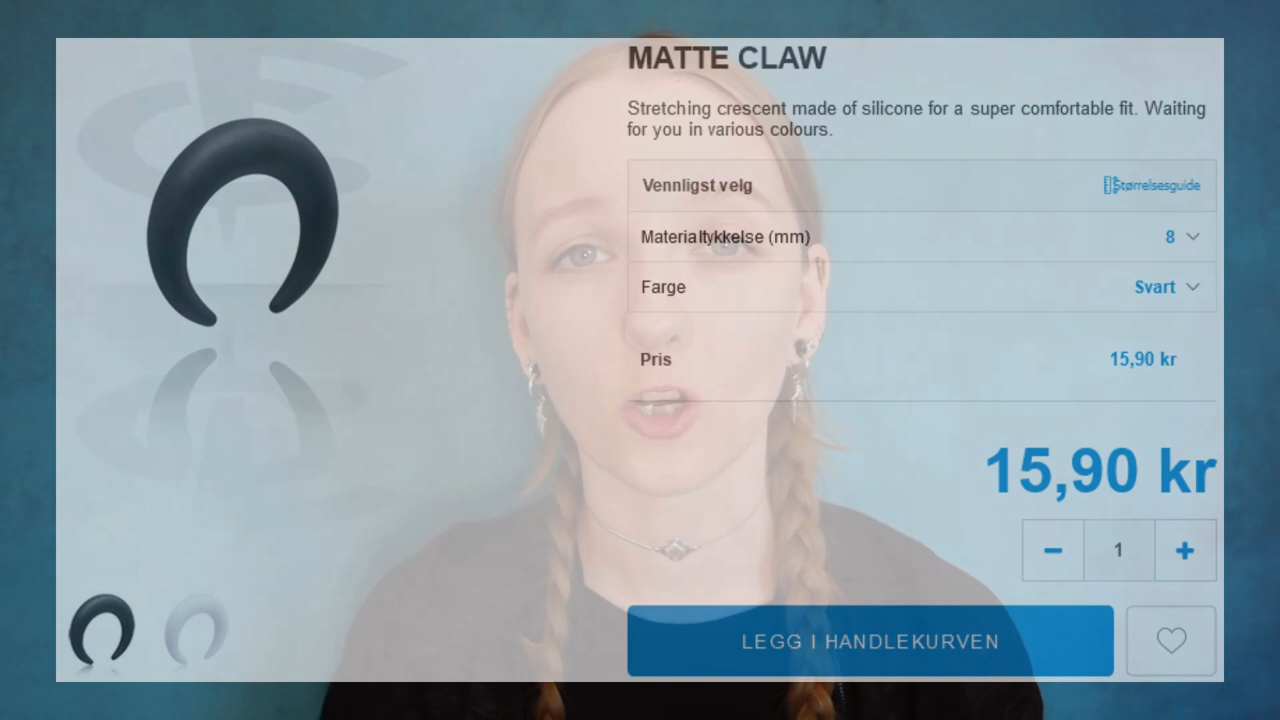 MATTE CLAW
Stretching crescent made of silicone for a super comfortable fit. Waiting
for you in various colours.
Vennligst velg
Størrelsesguide
Materialtykkelse (mm)
8
Farge
Svart
Pris
15,90 kr
15,90 kr
1
LEGG I HANDLEKURVEN